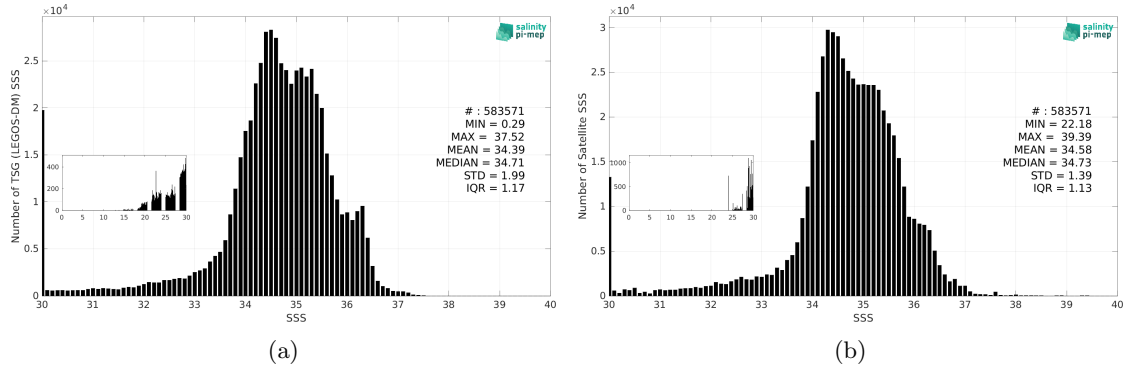 ×10⁴
salinity
pi-mep
2.5
2
1.5
1
0.5
0
Number of TSG (LEGOS-DM) SSS
# : 583571
MIN = 0.29
MAX = 37.52
MEAN = 34.39
MEDIAN = 34.71
STD = 1.99
IQR = 1.17
400
200
0
0 5 10 15 20 25 30
30 31 32 33 34 35 36 37 38 39 40
SSS
(a)
×10⁴
salinity
pi-mep
3
2.5
2
1.5
1
0.5
0
Number of Satellite SSS
# : 583571
MIN = 22.18
MAX = 39.39
MEAN = 34.58
MEDIAN = 34.73
STD = 1.39
IQR = 1.13
1000
500
0
0 5 10 15 20 25 30
30 31 32 33 34 35 36 37 38 39 40
SSS
(b)